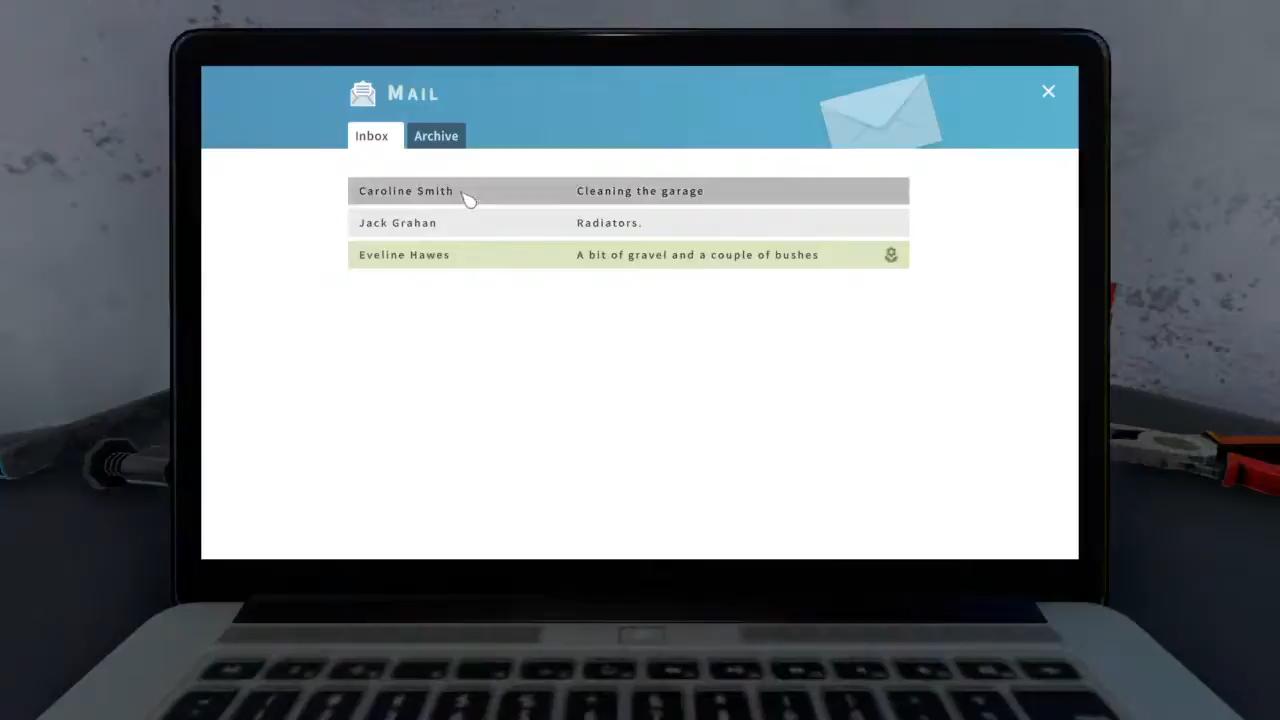 Mail
Inbox Archive
Caroline Smith Cleaning the garage
Jack Grahan Radiators.
Eveline Hawes A bit of gravel and a couple of bushes